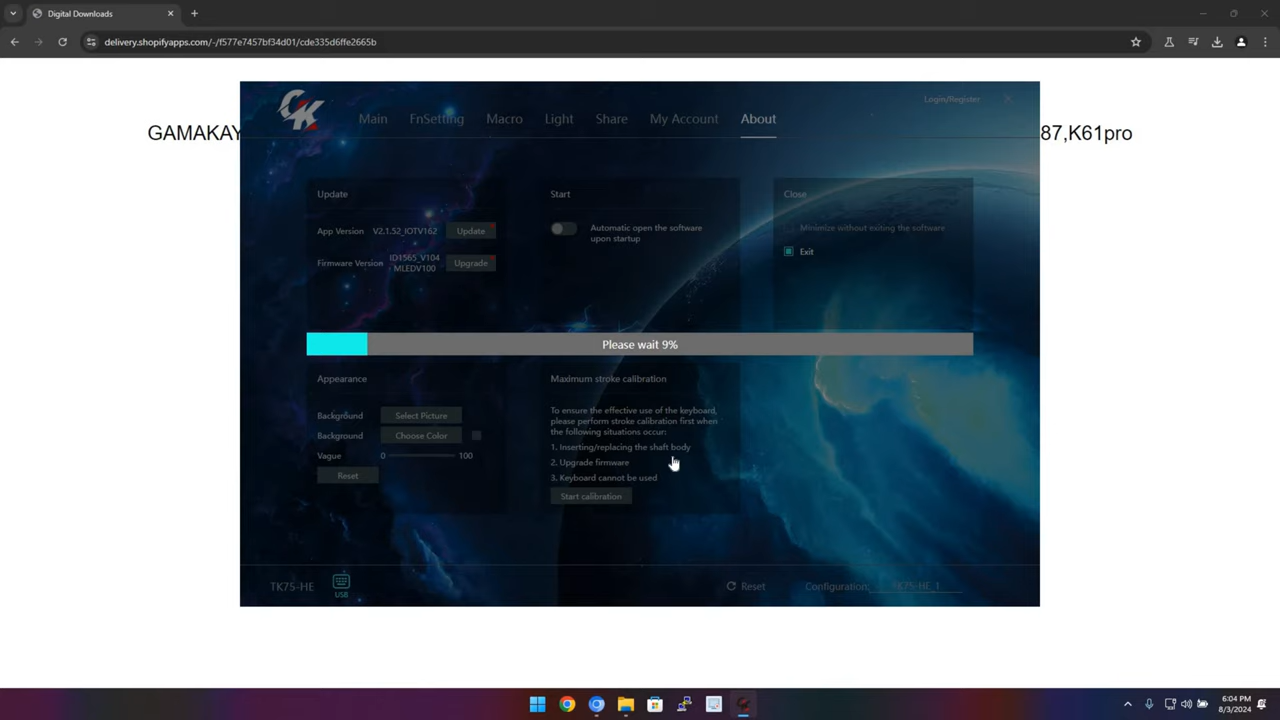 Digital Downloads
delivery.shopifyapps.com/-/f577e7457bf34d01/cde335d6ffe2665b
GAMAKAY
87,K61pro
GK
Login/Register
Main FnSetting Macro Light Share My Account About
Update
App Version V2.1.52_IOTV162 Update
Firmware Version ID1565_V104 MLEDV100 Upgrade
Start
Automatic open the software
upon startup
Close
Minimize without exiting the software
Exit
Please wait 9%
Appearance
Background Select Picture
Background Choose Color
Vague 0 100
Reset
Maximum stroke calibration
To ensure the effective use of the keyboard,
please perform stroke calibration first when
the following situations occur:
1. Inserting/replacing the shaft body
2. Upgrade firmware
3. Keyboard cannot be used
Start calibration
TK75-HE
USB
Reset
Configuration: TK75-HE_1
6:04 PM
8/3/2024